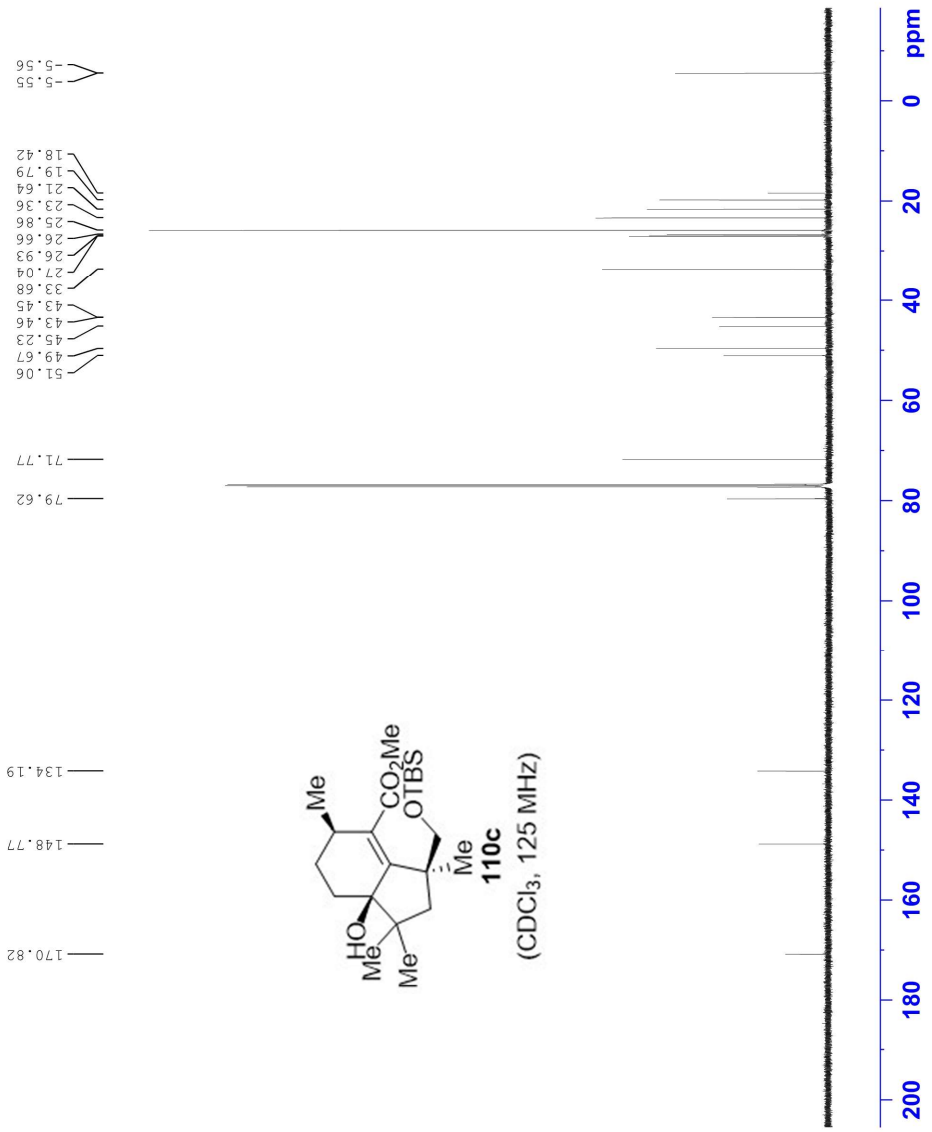 170.82
148.77
134.19
79.62
71.77
51.06
49.67
45.23
43.46
43.45
33.68
27.04
26.93
26.66
25.86
23.36
21.64
19.79
18.42
-5.55
-5.56
Me
HO
CO2Me
Me
OTBS
Me
Me
110c
(CDCl3, 125 MHz)
200 180 160 140 120 100 80 60 40 20 0 ppm